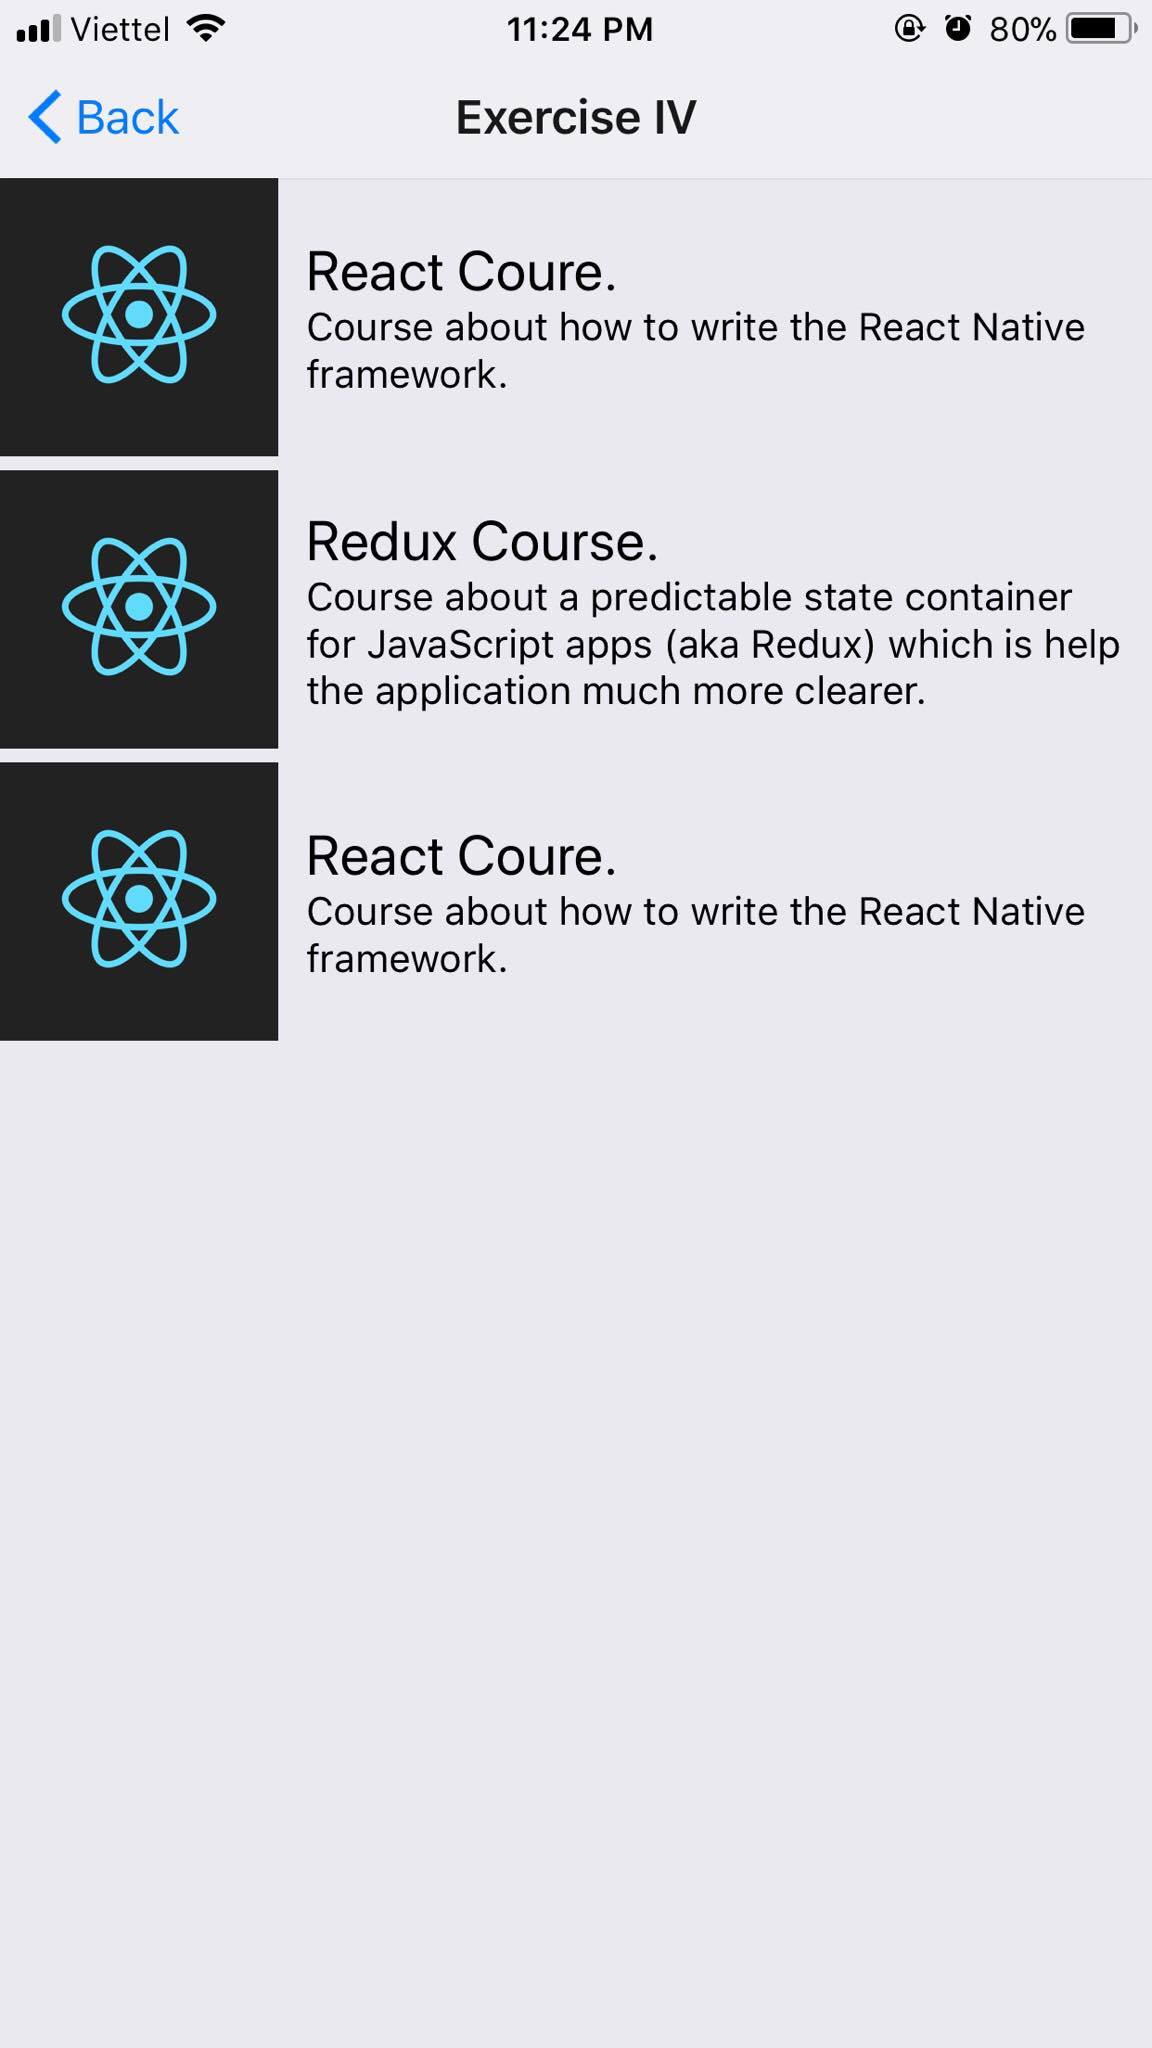 Viettel 11:24 PM 80%
Back Exercise IV
React Coure.
Course about how to write the React Native
framework.
Redux Course.
Course about a predictable state container
for JavaScript apps (aka Redux) which is help
the application much more clearer.
React Coure.
Course about how to write the React Native
framework.